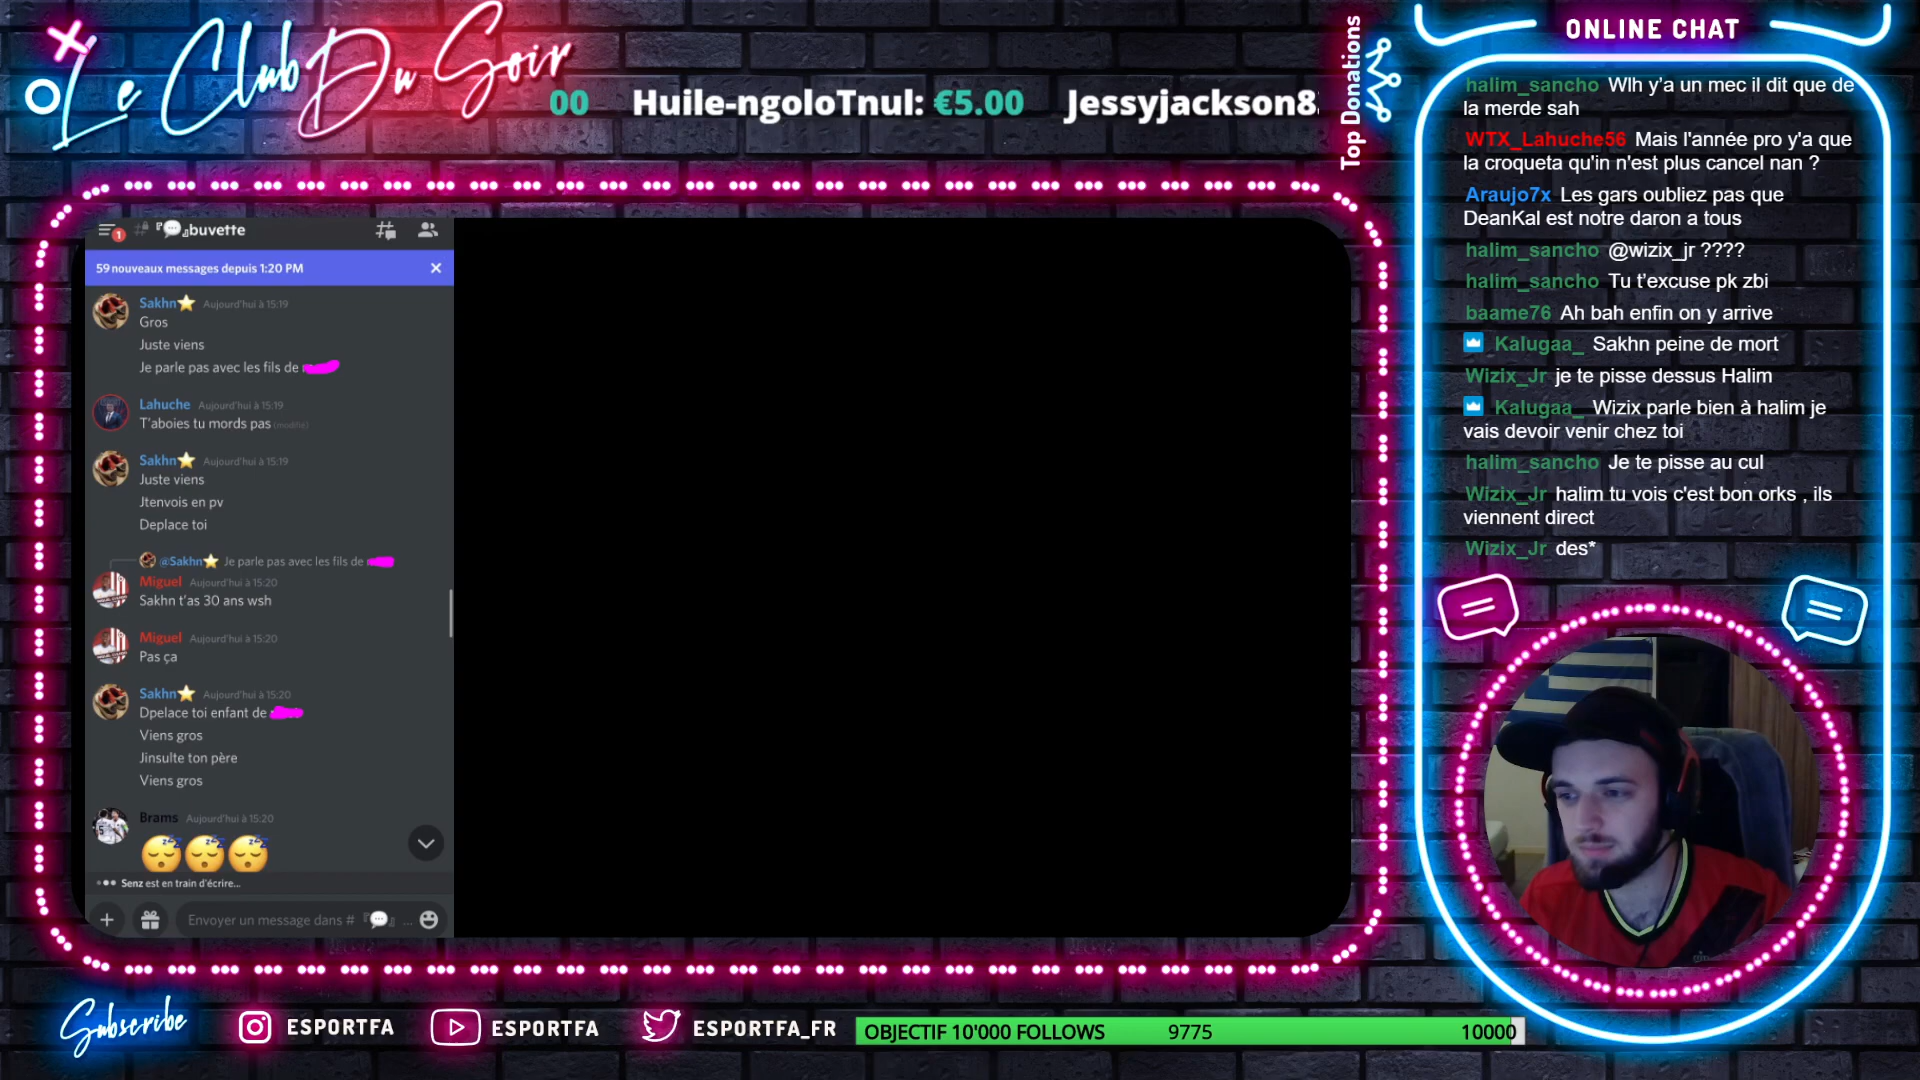 Le Club Du Soir
00 Huile-ngoloTnul: €5.00 Jessyjackson8
Top Donations
ONLINE CHAT
halim_sancho Wlh y'a un mec il dit que de
la merde sah
WTX_Lahuche56 Mais l'année pro y'a que
la croqueta qu'in n'est plus cancel nan ?
Araujo7x Les gars oubliez pas que
DeanKal est notre daron a tous
halim_sancho @wizix_jr ????
halim_sancho Tu t'excuse pk zbi
baame76 Ah bah enfin on y arrive
Kalugaa_ Sakhn peine de mort
Wizix_Jr je te pisse dessus Halim
Kalugaa_ Wizix parle bien à halim je
vais devoir venir chez toi
halim_sancho Je te pisse au cul
Wizix_Jr halim tu vois c'est bon orks , ils
viennent direct
Wizix_Jr des*
1
buvette
59 nouveaux messages depuis 1:20 PM
Sakhn Aujourd'hui à 15:19
Gros
Juste viens
Je parle pas avec les fils de
Lahuche Aujourd'hui à 15:19
T'aboies tu mords pas (modifié)
Sakhn Aujourd'hui à 15:19
Juste viens
Jtenvois en pv
Deplace toi
@Sakhn Je parle pas avec les fils de
Miguel Aujourd'hui à 15:20
Sakhn t'as 30 ans wsh
Miguel Aujourd'hui à 15:20
Pas ça
Sakhn Aujourd'hui à 15:20
Dpelace toi enfant de
Viens gros
Jinsulte ton père
Viens gros
Brams Aujourd'hui à 15:20
Senz est en train d'écrire...
Envoyer un message dans # ...
Subscribe
ESPORTFA
ESPORTFA
ESPORTFA_FR
OBJECTIF 10'000 FOLLOWS 9775 10000